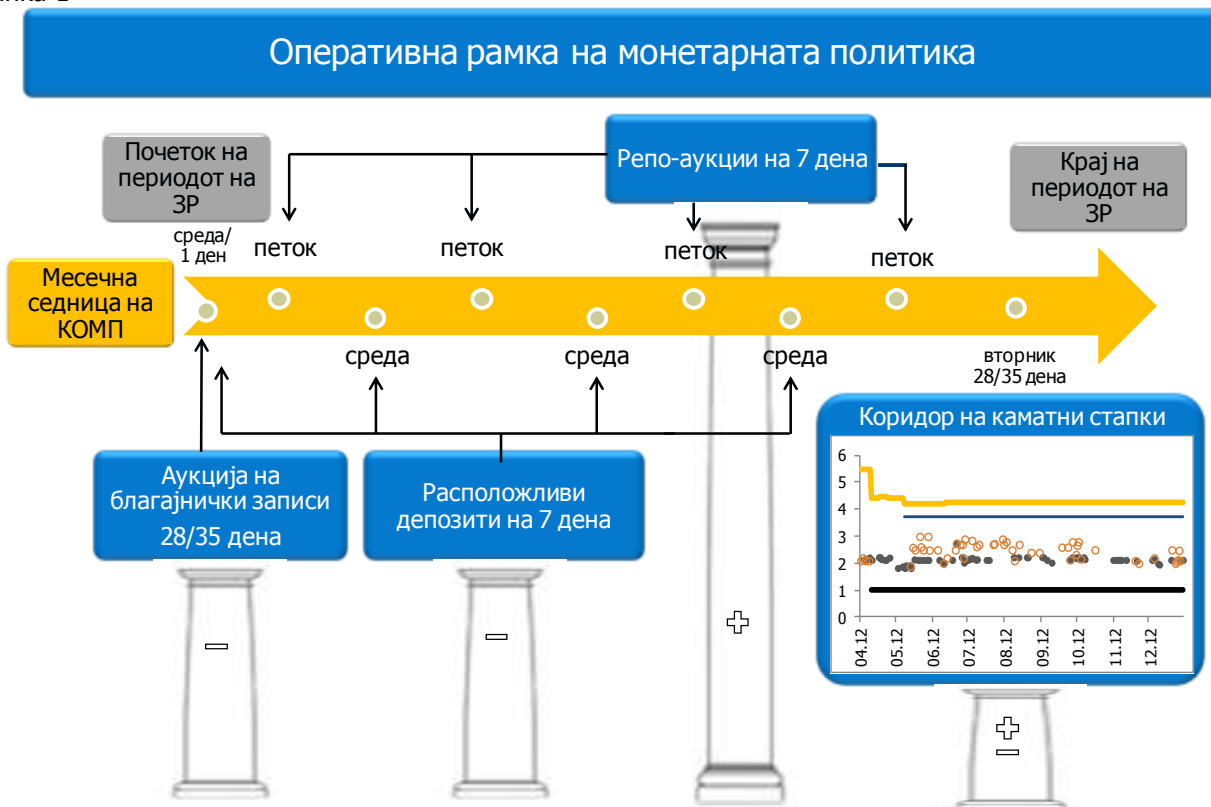 Оперативна рамка на монетарната политика
Почеток на
периодот на
ЗР
Репо-аукции на 7 дена
Крај на
периодот на
ЗР
среда/
1 ден
петок
петок
петок
петок
Месечна
седница на
КОМП
среда
среда
среда
вторник
28/35 дена
Аукција на
благајнички записи
28/35 дена
Расположливи
депозити на 7 дена
Коридор на каматни стапки
6
5
4
3
2
1
0
04.12
05.12
06.12
07.12
08.12
09.12
10.12
11.12
12.12